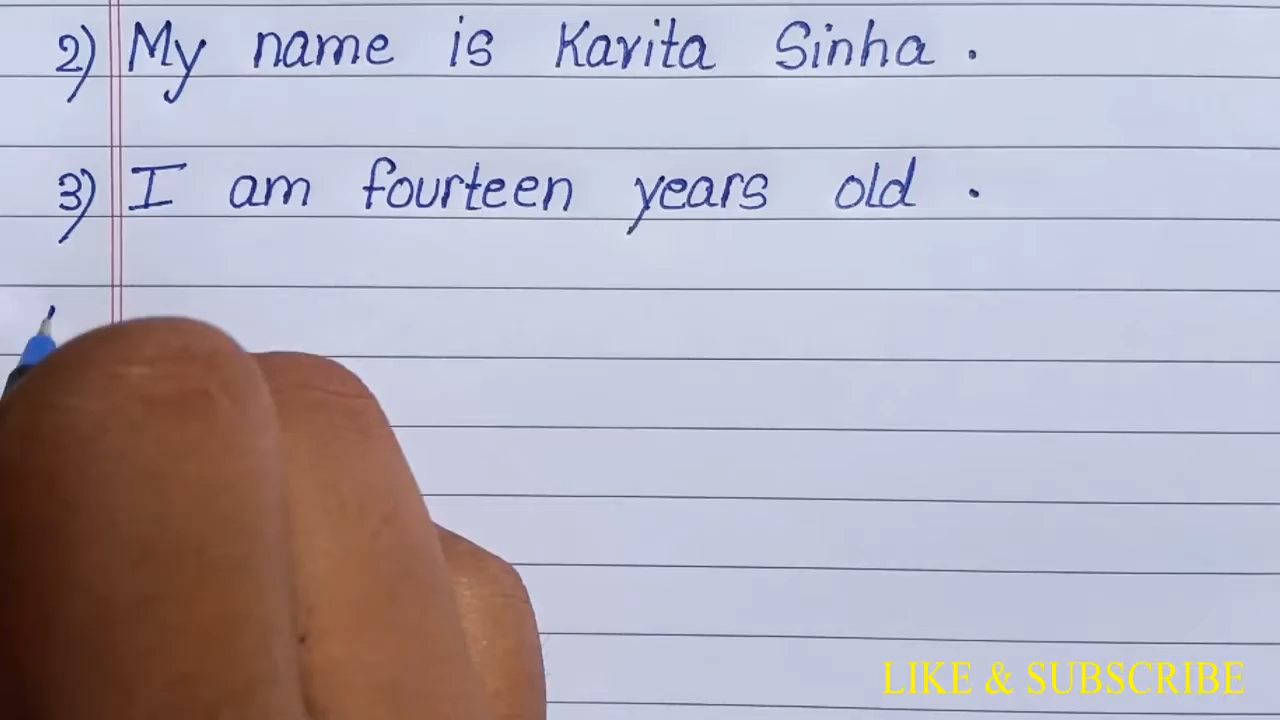 2) My name is Kavita Sinha .
3) I am fourteen years old .
LIKE & SUBSCRIBE